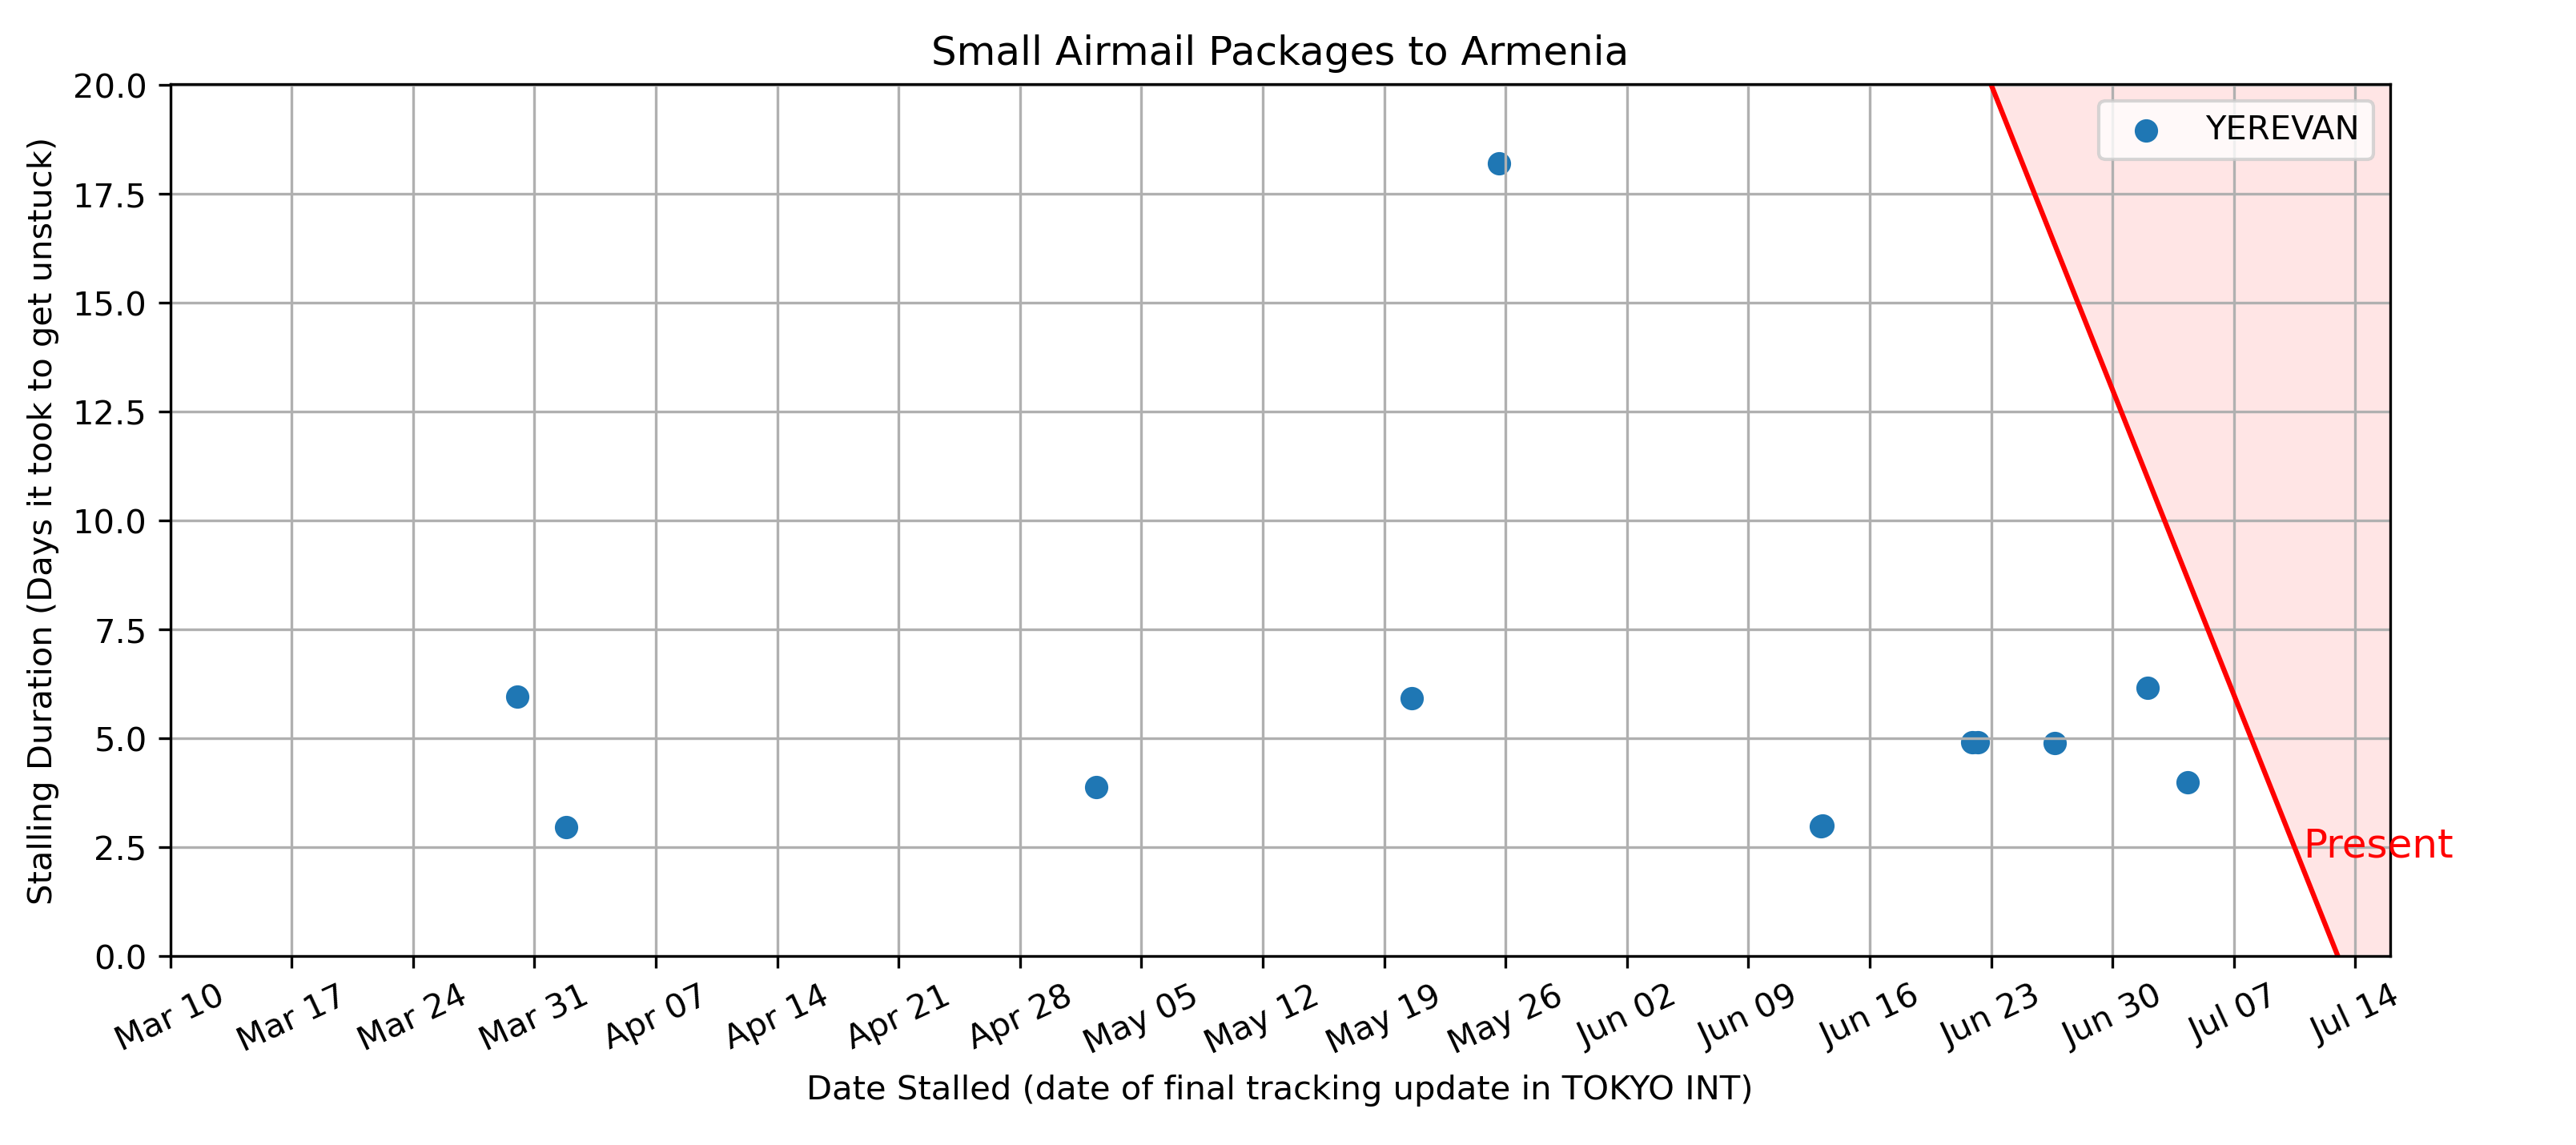 Small Airmail Packages to Armenia
YEREVAN
Stalling Duration (Days it took to get unstuck)
20.0
17.5
15.0
12.5
10.0
7.5
5.0
2.5
0.0
Present
Mar 10 Mar 17 Mar 24 Mar 31 Apr 07 Apr 14 Apr 21 Apr 28 May 05 May 12 May 19 May 26 Jun 02 Jun 09 Jun 16 Jun 23 Jun 30 Jul 07 Jul 14
Date Stalled (date of final tracking update in TOKYO INT)